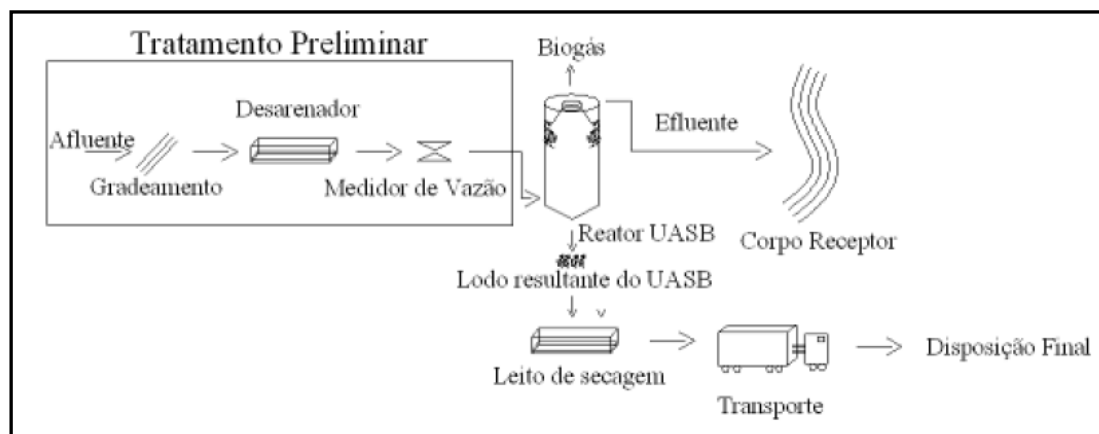 Tratamento Preliminar
Biogás
Desarenador
Efluente
Afluente
Gradeamento
Medidor de Vazão
Reator UASB
Corpo Receptor
Lodo resultante do UASB
Disposição Final
Leito de secagem
Transporte